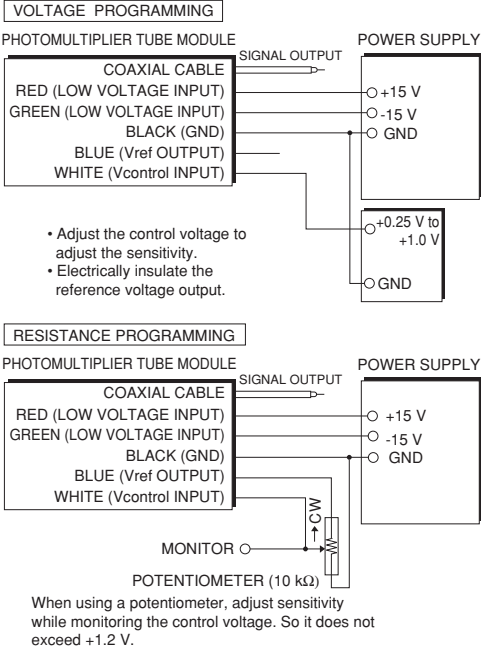 VOLTAGE PROGRAMMING
PHOTOMULTIPLIER TUBE MODULE
SIGNAL OUTPUT
POWER SUPPLY
COAXIAL CABLE
RED (LOW VOLTAGE INPUT)
+15 V
GREEN (LOW VOLTAGE INPUT)
-15 V
BLACK (GND)
GND
BLUE (Vref OUTPUT)
WHITE (Vcontrol INPUT)
+0.25 V to
+1.0 V
GND
• Adjust the control voltage to
adjust the sensitivity.
• Electrically insulate the
reference voltage output.
RESISTANCE PROGRAMMING
PHOTOMULTIPLIER TUBE MODULE
SIGNAL OUTPUT
POWER SUPPLY
COAXIAL CABLE
RED (LOW VOLTAGE INPUT)
+15 V
GREEN (LOW VOLTAGE INPUT)
-15 V
BLACK (GND)
GND
BLUE (Vref OUTPUT)
WHITE (Vcontrol INPUT)
CW
MONITOR
POTENTIOMETER (10 kΩ)
When using a potentiometer, adjust sensitivity
while monitoring the control voltage. So it does not
exceed +1.2 V.